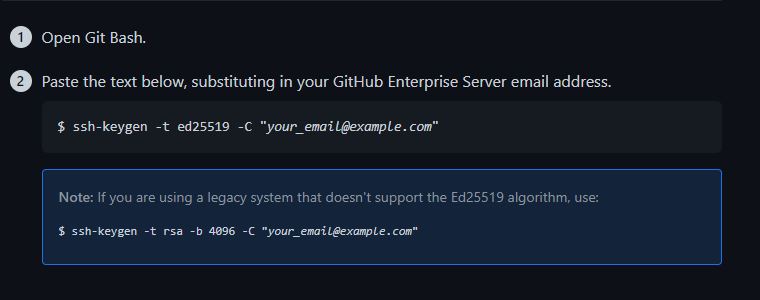 1 Open Git Bash.
2 Paste the text below, substituting in your GitHub Enterprise Server email address.
$ ssh-keygen -t ed25519 -C "your_email@example.com"
Note: If you are using a legacy system that doesn't support the Ed25519 algorithm, use:
$ ssh-keygen -t rsa -b 4096 -C "your_email@example.com"